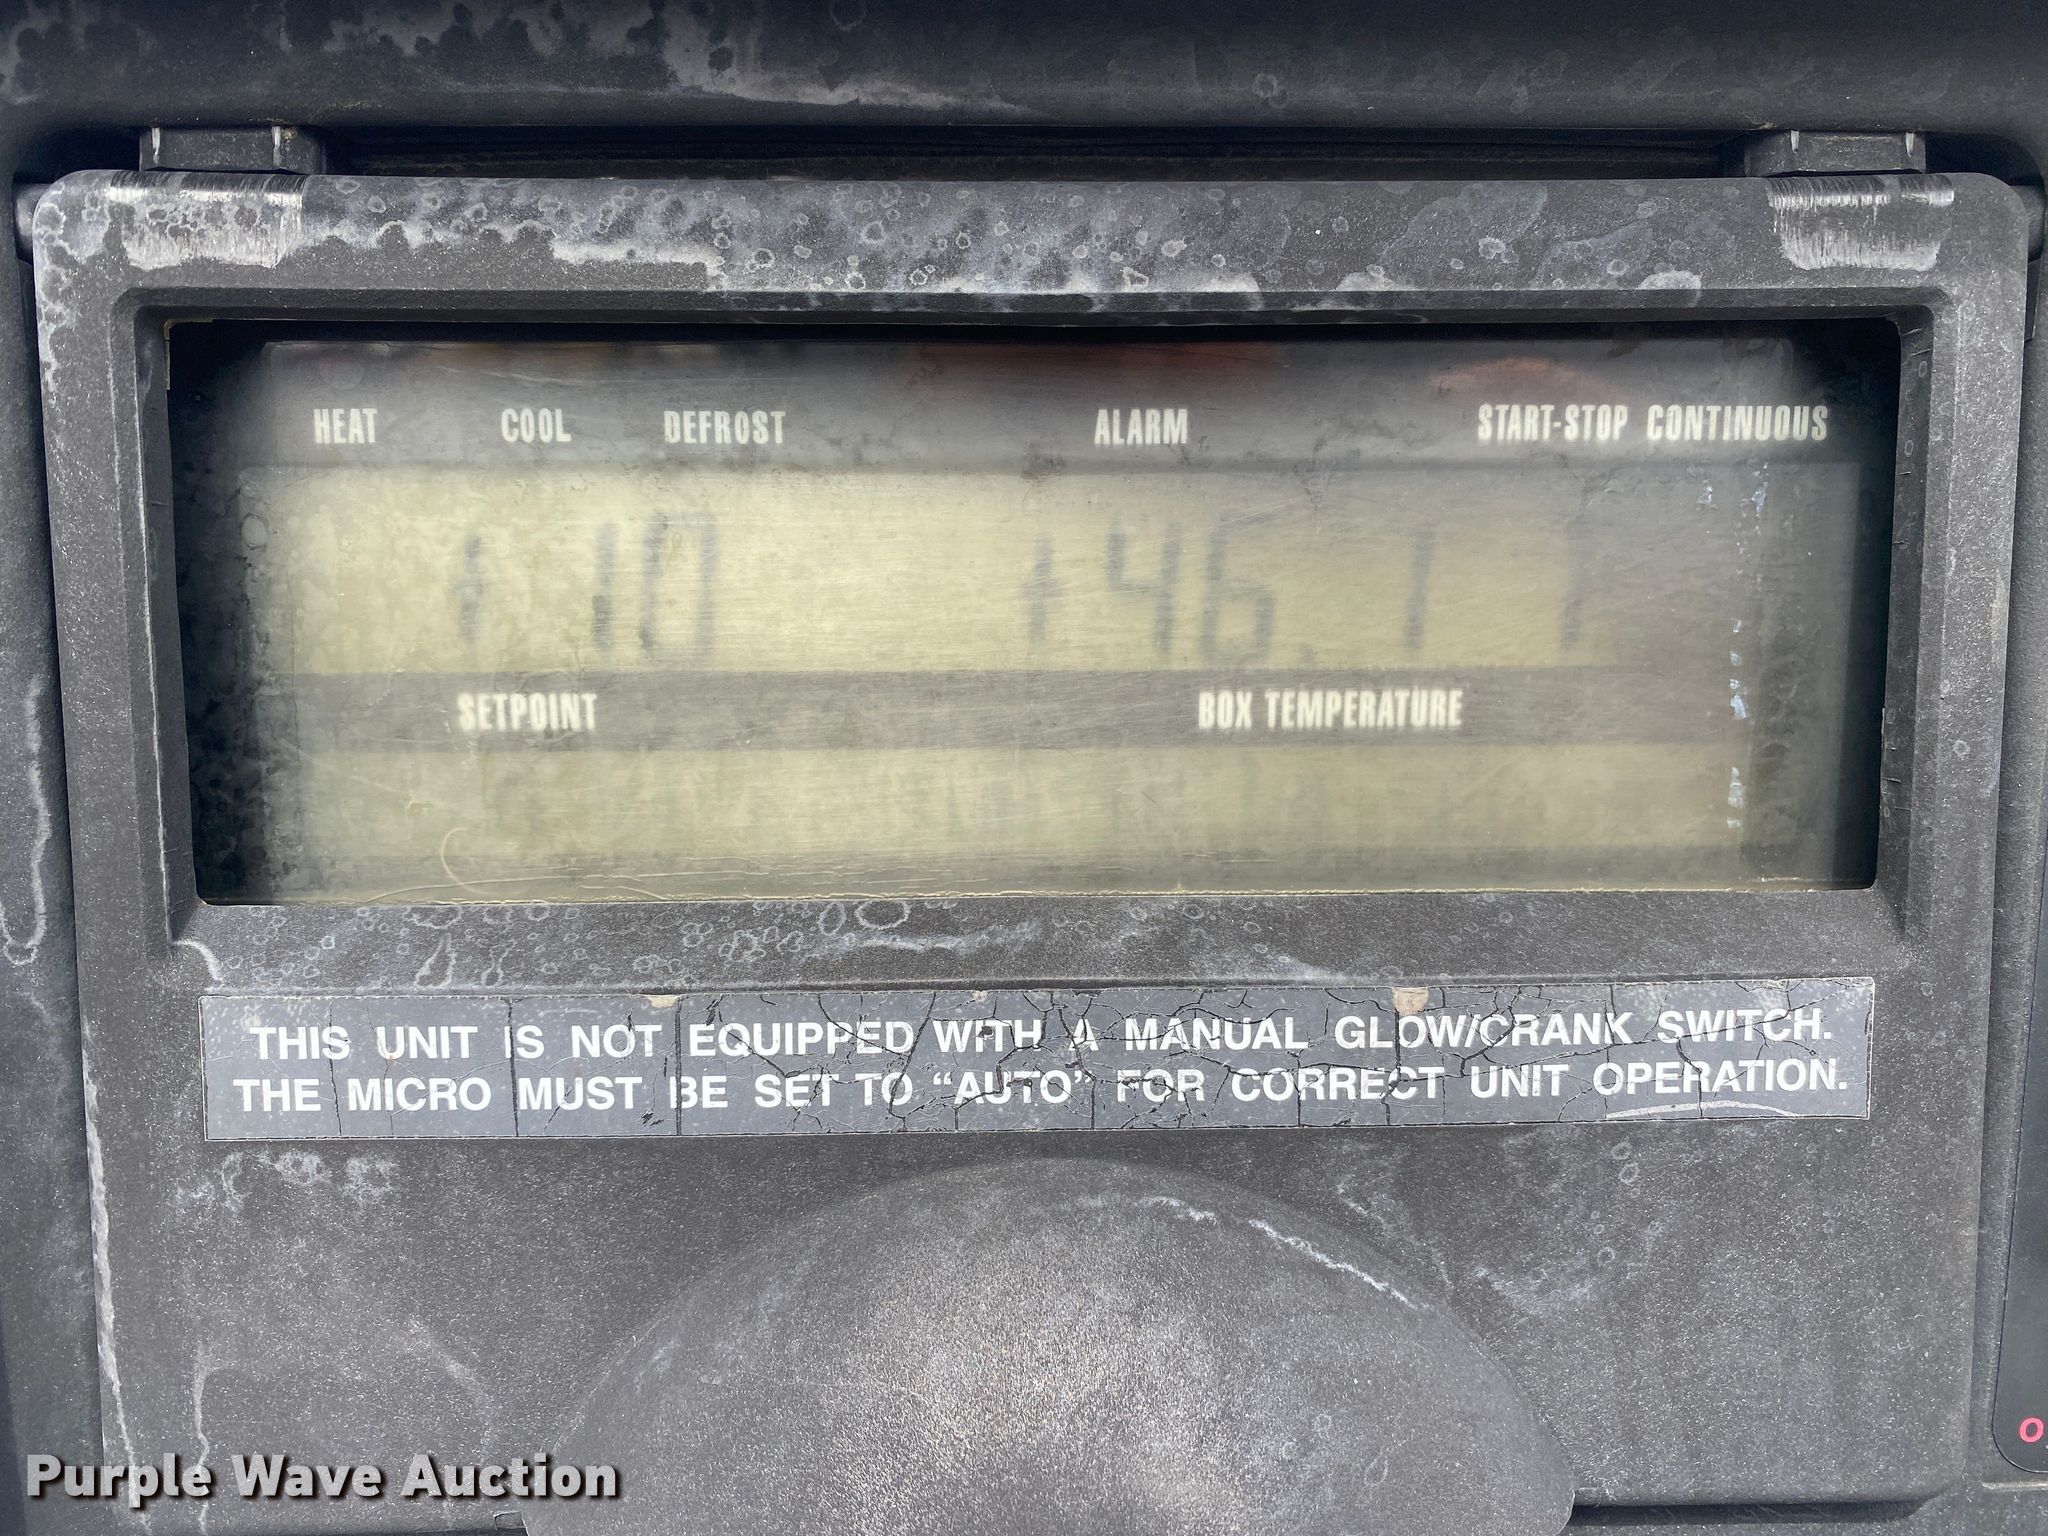 HEAT COOL DEFROST ALARM START-STOP CONTINUOUS
+10 +46.7
SETPOINT BOX TEMPERATURE
THIS UNIT IS NOT EQUIPPED WITH A MANUAL GLOW/CRANK SWITCH.
THE MICRO MUST BE SET TO “AUTO” FOR CORRECT UNIT OPERATION.
Purple Wave Auction